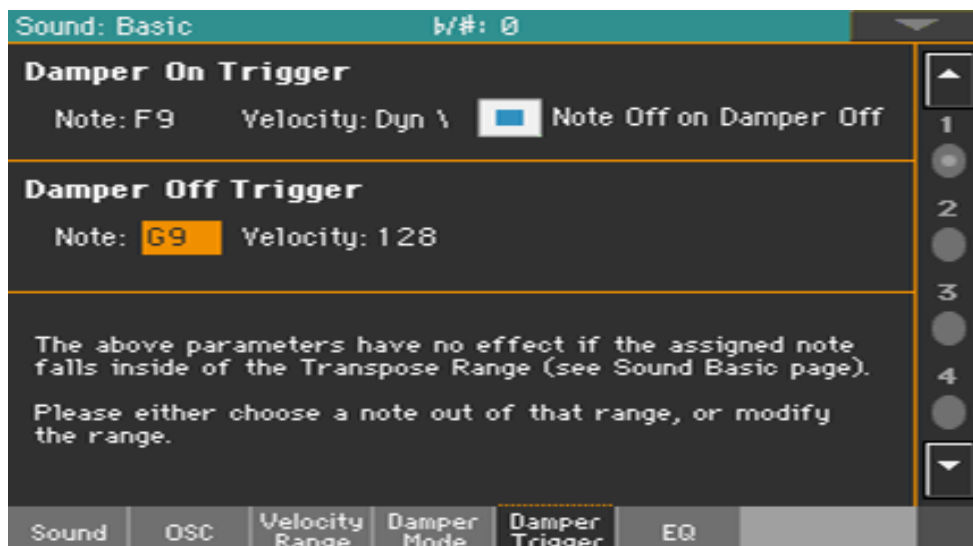 Sound: Basic ♭/#: 0
Damper On Trigger
Note: F9 Velocity: Dyn \ Note Off on Damper Off
Damper Off Trigger
Note: G9 Velocity: 128
The above parameters have no effect if the assigned note
falls inside of the Transpose Range (see Sound Basic page).
Please either choose a note out of that range, or modify
the range.
1
2
3
4
Sound OSC Velocity Range Damper Mode Damper Trigger EQ